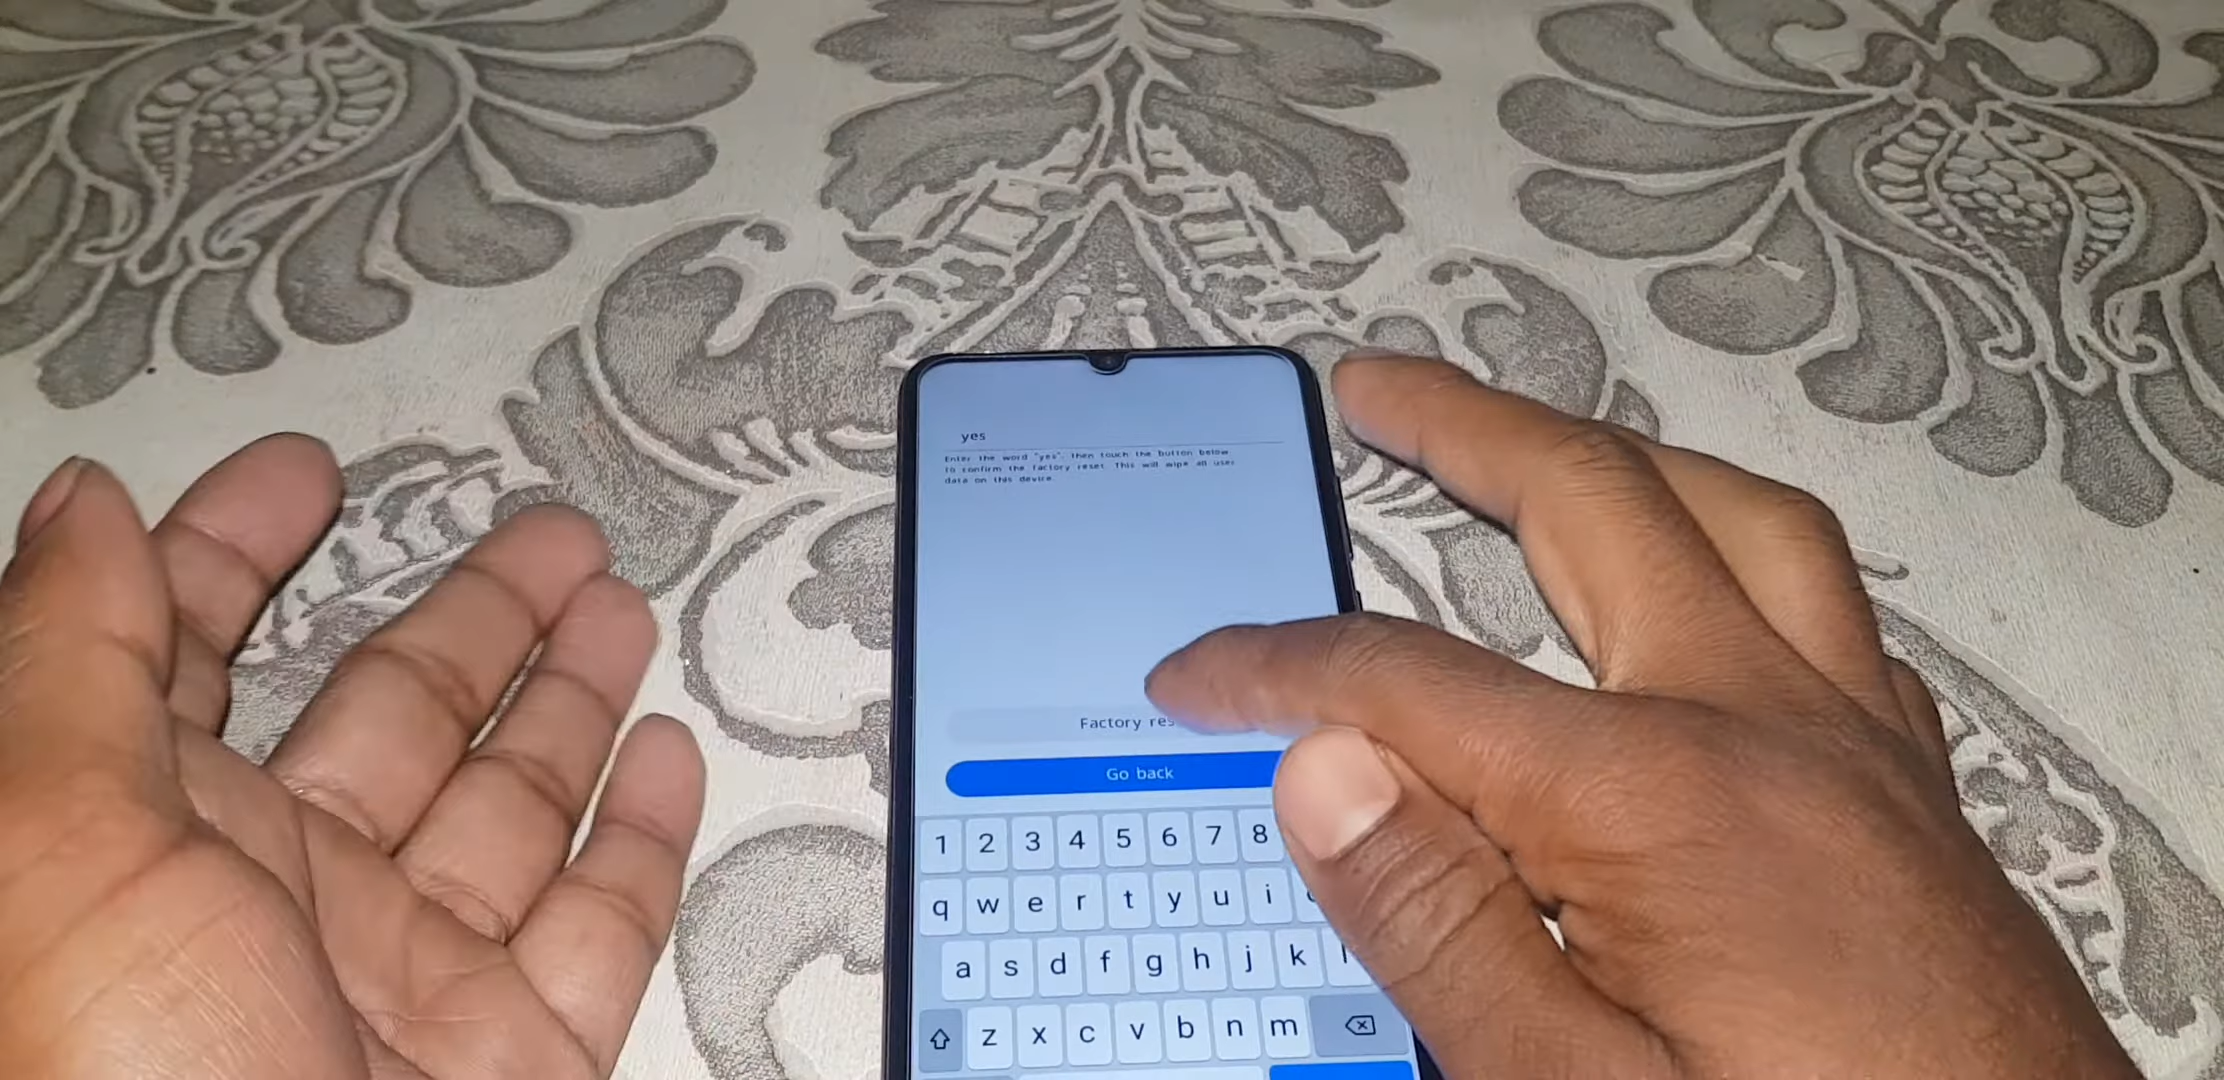 yes
Enter the word "yes", then touch the button below
to confirm the factory reset. This will wipe all user
data on this device.
Factory res
Go back
1 2 3 4 5 6 7 8
q w e r t y u i
a s d f g h j k l
z x c v b n m